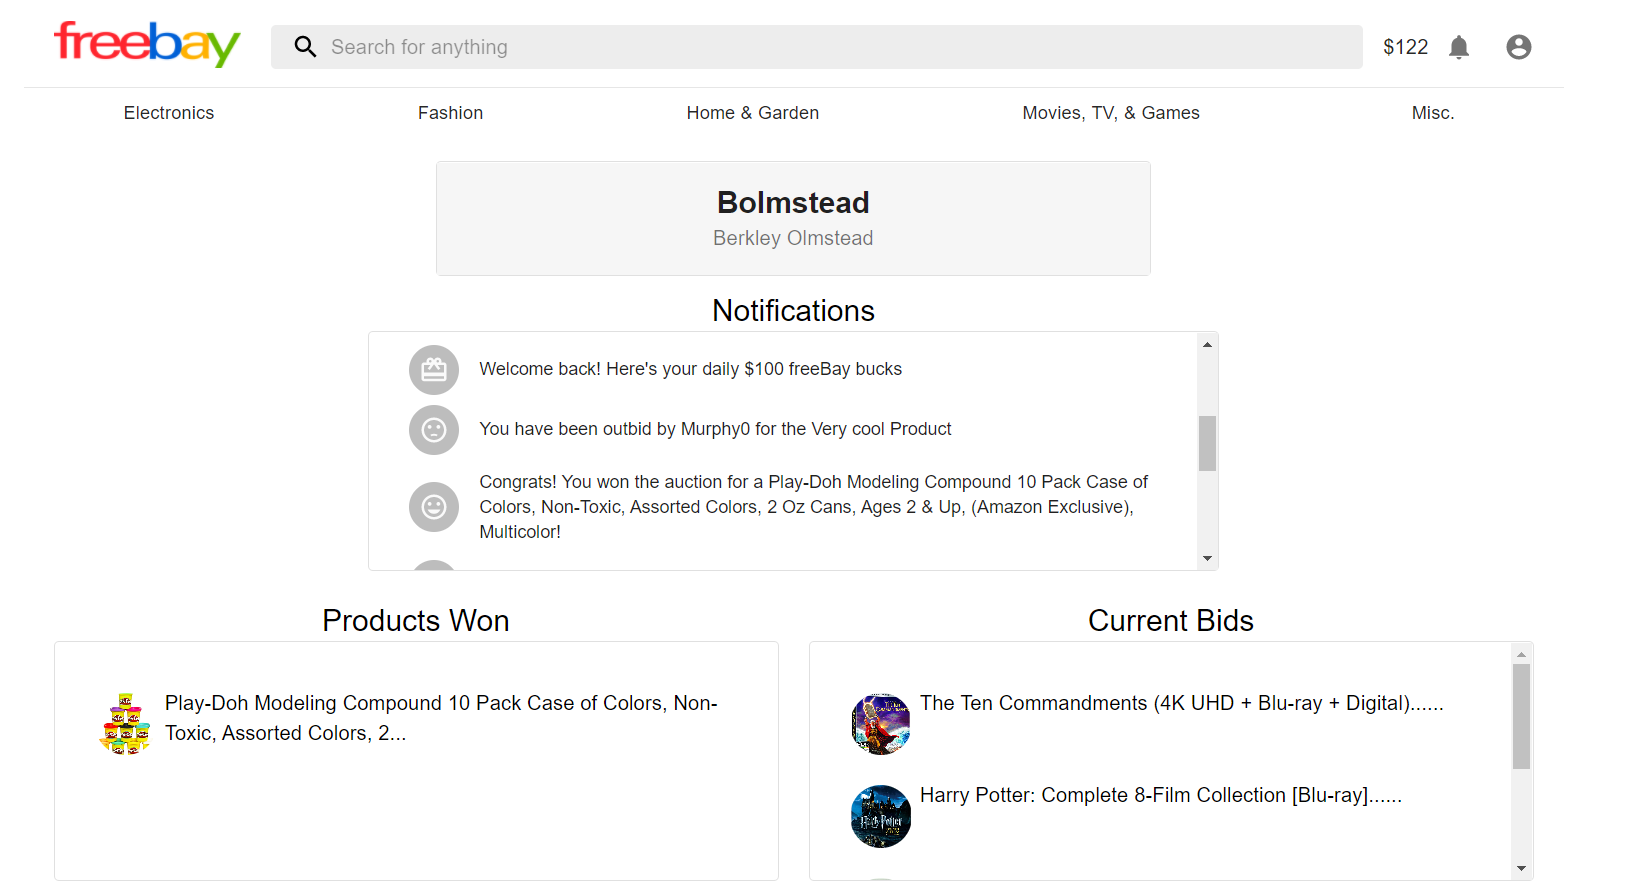 freebay
Search for anything
$122
Electronics
Fashion
Home & Garden
Movies, TV, & Games
Misc.
Bolmstead
Berkley Olmstead
Notifications
Welcome back! Here's your daily $100 freeBay bucks
You have been outbid by Murphy0 for the Very cool Product
Congrats! You won the auction for a Play-Doh Modeling Compound 10 Pack Case of
Colors, Non-Toxic, Assorted Colors, 2 Oz Cans, Ages 2 & Up, (Amazon Exclusive),
Multicolor!
Products Won
Play-Doh Modeling Compound 10 Pack Case of Colors, Non-
Toxic, Assorted Colors, 2...
Current Bids
The Ten Commandments (4K UHD + Blu-ray + Digital)......
Harry Potter: Complete 8-Film Collection [Blu-ray]......
Harry Potter